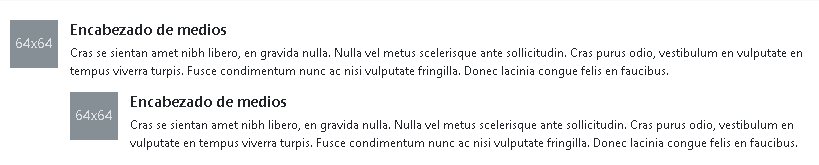 64x64
Encabezado de medios
Cras se sientan amet nibh libero, en gravida nulla. Nulla vel metus scelerisque ante sollicitudin. Cras purus odio, vestibulum en vulputate en
tempus viverra turpis. Fusce condimentum nunc ac nisi vulputate fringilla. Donec lacinia congue felis en faucibus.
64x64
Encabezado de medios
Cras se sientan amet nibh libero, en gravida nulla. Nulla vel metus scelerisque ante sollicitudin. Cras purus odio, vestibulum en
vulputate en tempus viverra turpis. Fusce condimentum nunc ac nisi vulputate fringilla. Donec lacinia congue felis en faucibus.